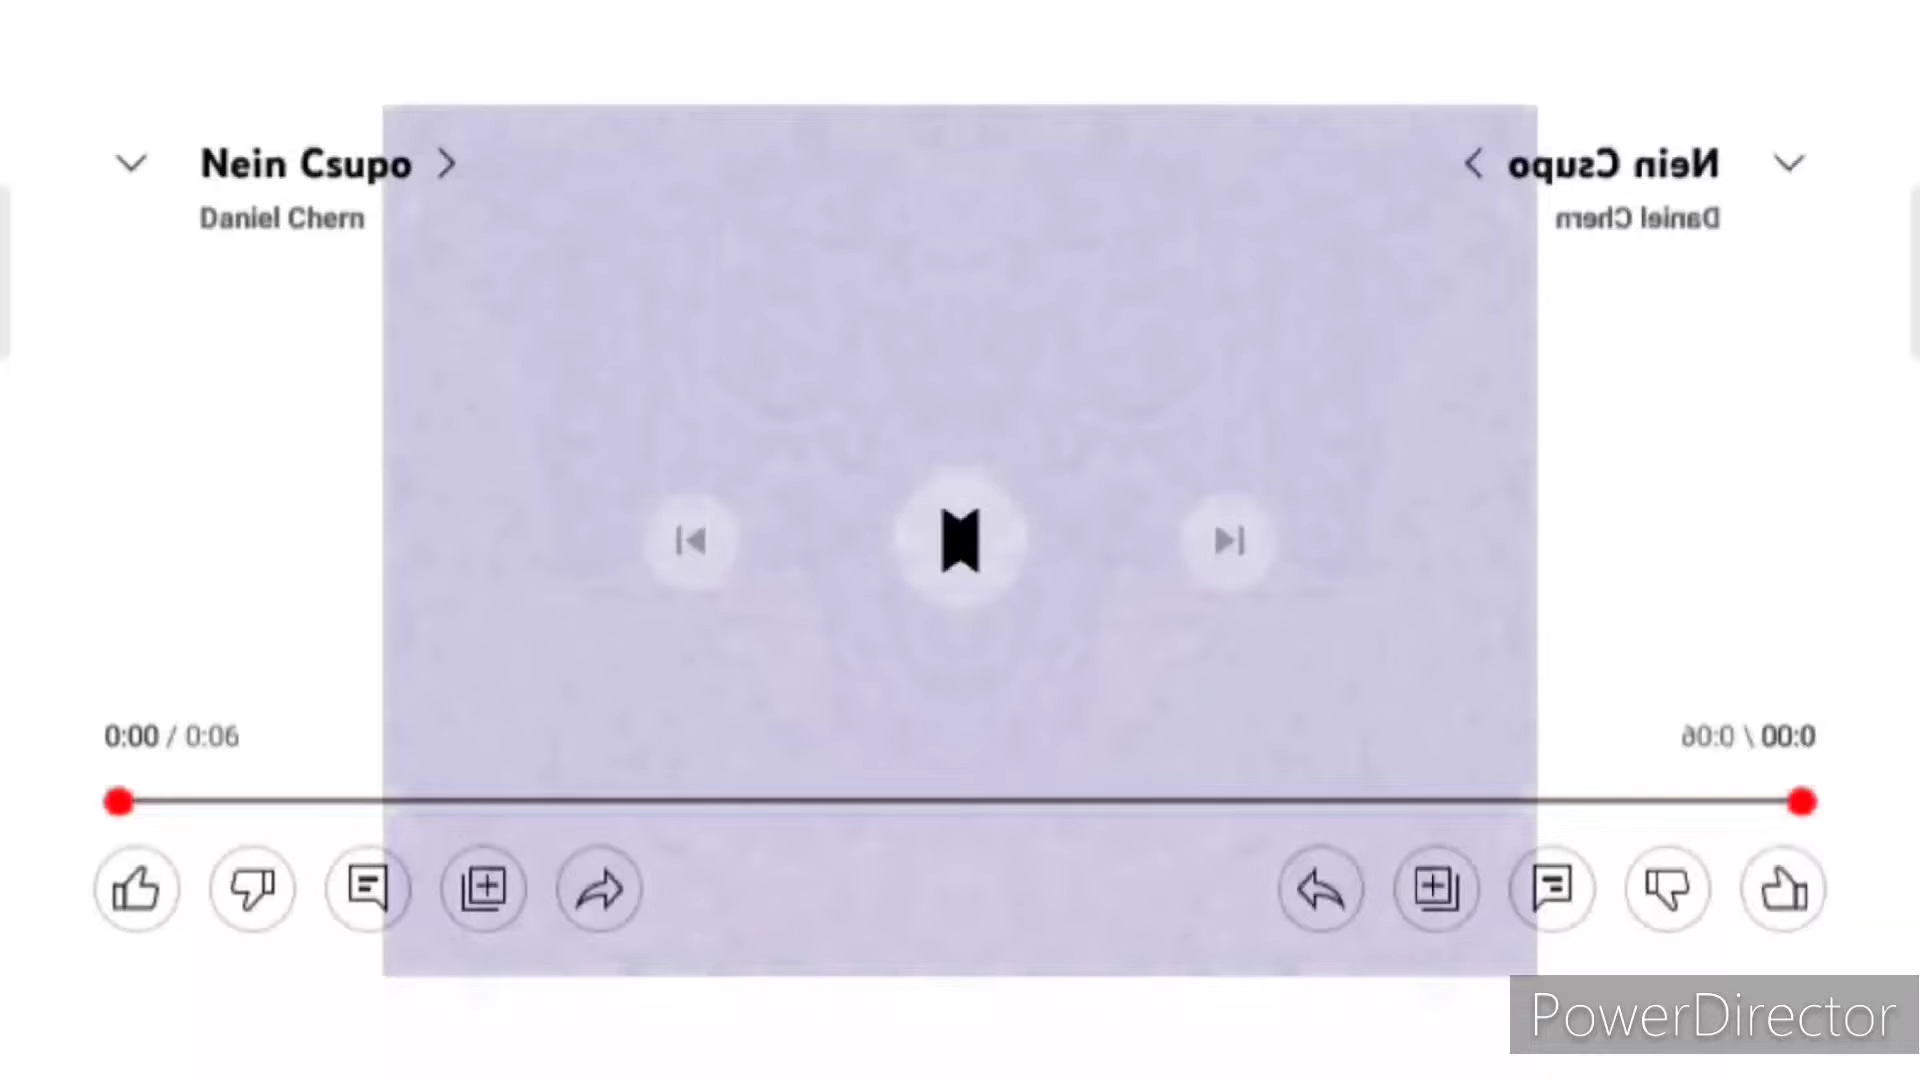 Nein Csupo
Nein Csupo
Daniel Chern
Daniel Chern
0:00 / 0:06
0:00 / 0:06
PowerDirector